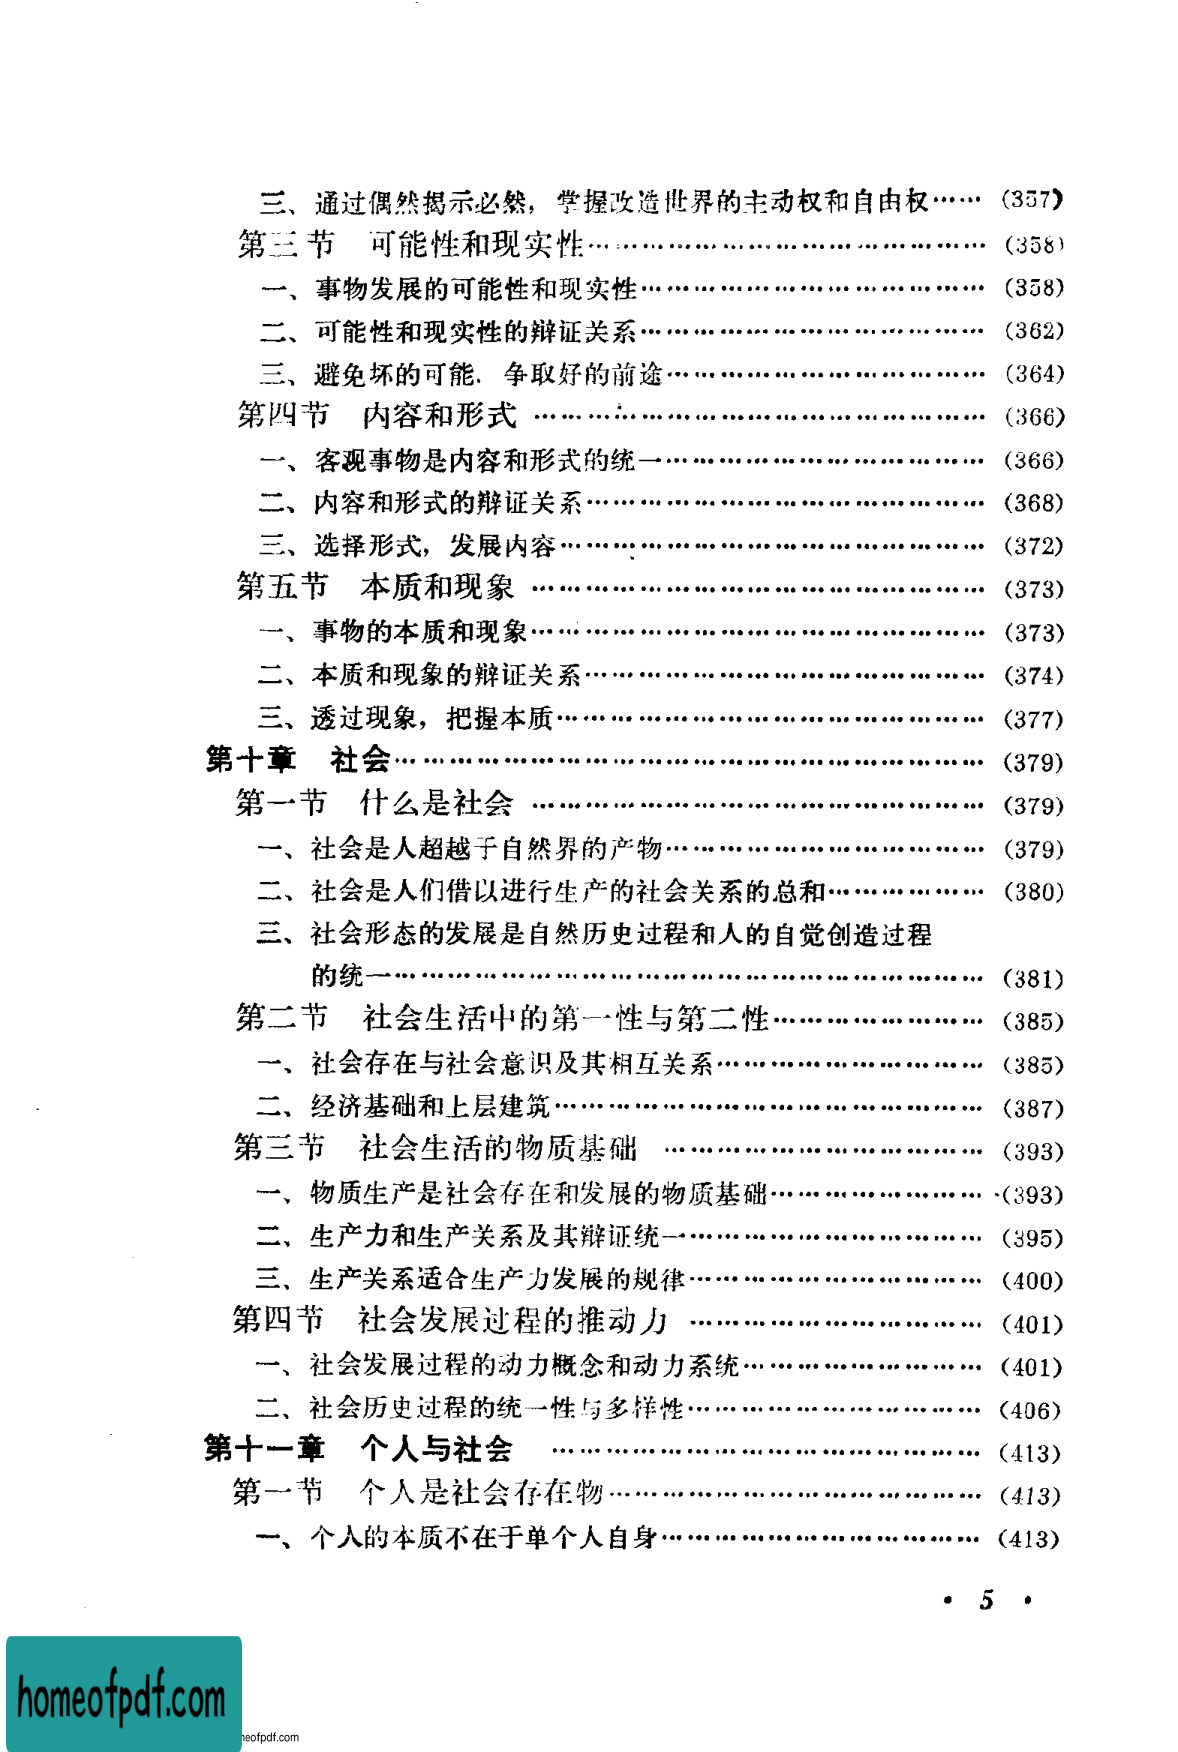 三、通过偶然揭示必然，掌握改造世界的主动权和自由权…… (357)
第三节　可能性和现实性…………………………………… (358)
一、事物发展的可能性和现实性…………………………………… (358)
二、可能性和现实性的辩证关系…………………………………… (362)
三、避免坏的可能．争取好的前途………………………………… (364)
第四节　内容和形式 ……………………………………………… (366)
一、客观事物是内容和形式的统一………………………………… (366)
二、内容和形式的辩证关系………………………………………… (368)
三、选择形式，发展内容…………………………………………… (372)
第五节　本质和现象 ……………………………………………… (373)
一、事物的本质和现象……………………………………………… (373)
二、本质和现象的辩证关系………………………………………… (374)
三、透过现象，把握本质…………………………………………… (377)
第十章　社会……………………………………………………… (379)
第一节　什么是社会 ……………………………………………… (379)
一、社会是人超越于自然界的产物………………………………… (379)
二、社会是人们借以进行生产的社会关系的总和……………… (380)
三、社会形态的发展是自然历史过程和人的自觉创造过程
的统一……………………………………………………………… (381)
第二节　社会生活中的第一性与第二性…………………… (385)
一、社会存在与社会意识及其相互关系………………………… (385)
二、经济基础和上层建筑…………………………………………… (387)
第三节　社会生活的物质基础 ………………………………… (393)
一、物质生产是社会存在和发展的物质基础…………………… (393)
二、生产力和生产关系及其辩证统一…………………………… (395)
三、生产关系适合生产力发展的规律…………………………… (400)
第四节　社会发展过程的推动力 …………………………… (401)
一、社会发展过程的动力概念和动力系统……………………… (401)
二、社会历史过程的统一性与多样性…………………………… (406)
第十一章　个人与社会　…………………………………………… (413)
第一节　个人是社会存在物……………………………………… (413)
一、个人的本质不在于单个人自身……………………………… (413)
• 5 •
homeofpdf.com
neofpdf.com